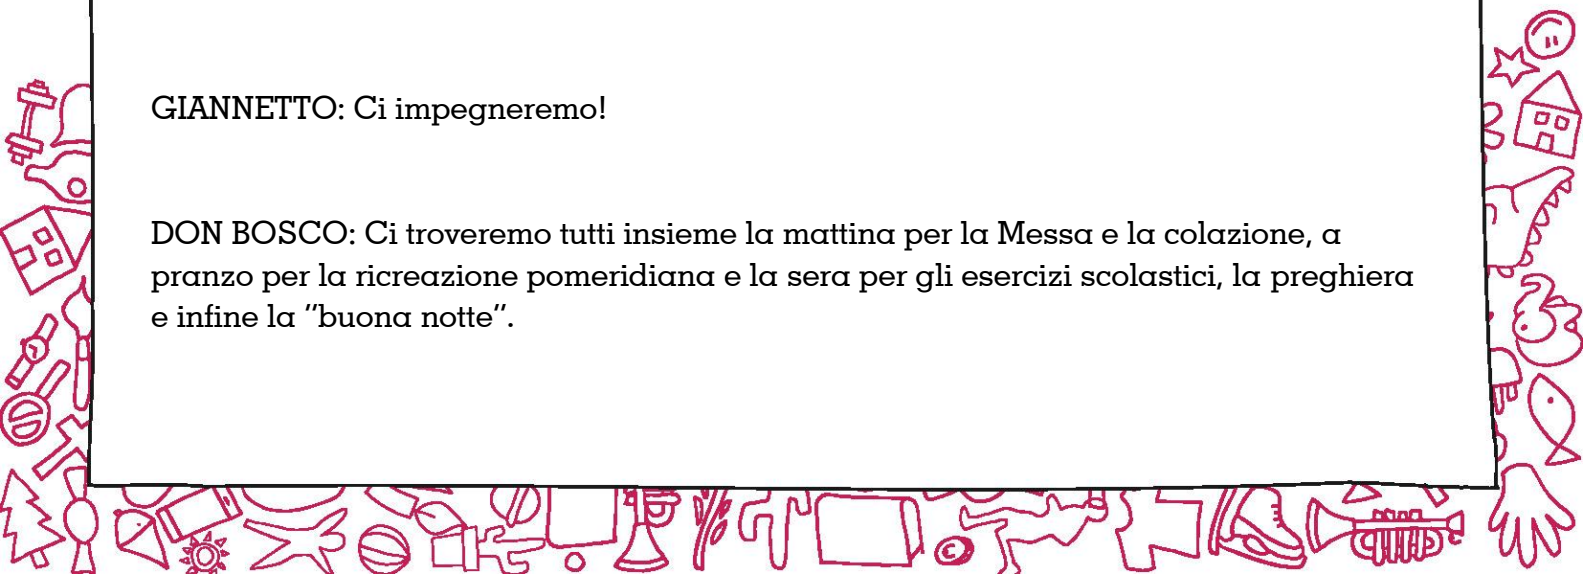 GIANNETTO: Ci impegneremo!
DON BOSCO: Ci troveremo tutti insieme la mattina per la Messa e la colazione, a
pranzo per la ricreazione pomeridiana e la sera per gli esercizi scolastici, la preghiera
e infine la “buona notte”.